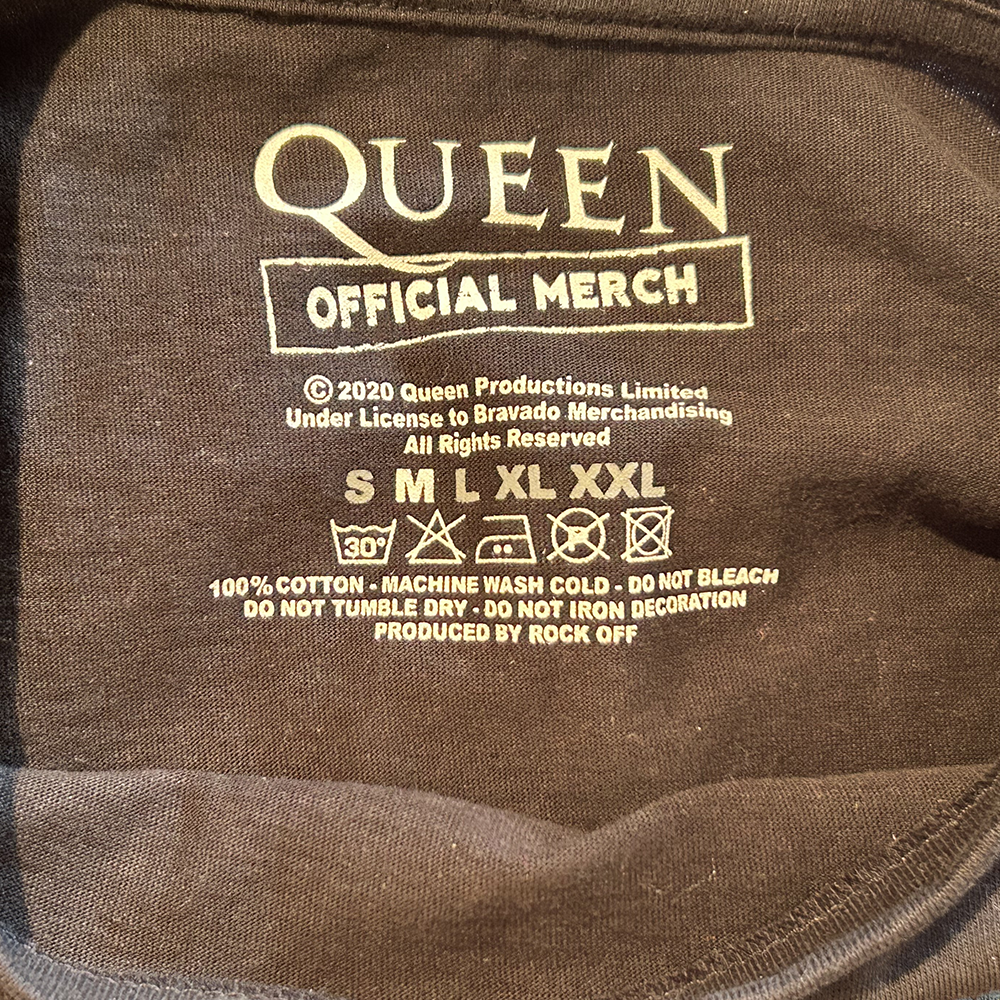 QUEEN
OFFICIAL MERCH
© 2020 Queen Productions Limited
Under License to Bravado Merchandising
All Rights Reserved
S M L XL XXL
30°
100% COTTON - MACHINE WASH COLD - DO NOT BLEACH
DO NOT TUMBLE DRY - DO NOT IRON DECORATION
PRODUCED BY ROCK OFF